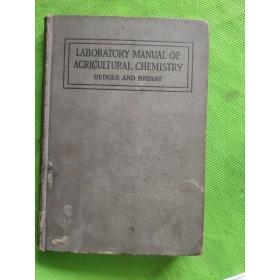 LABORATORY MANUAL OF
AGRICULTURAL CHEMISTRY
HEDGES AND BRYANT